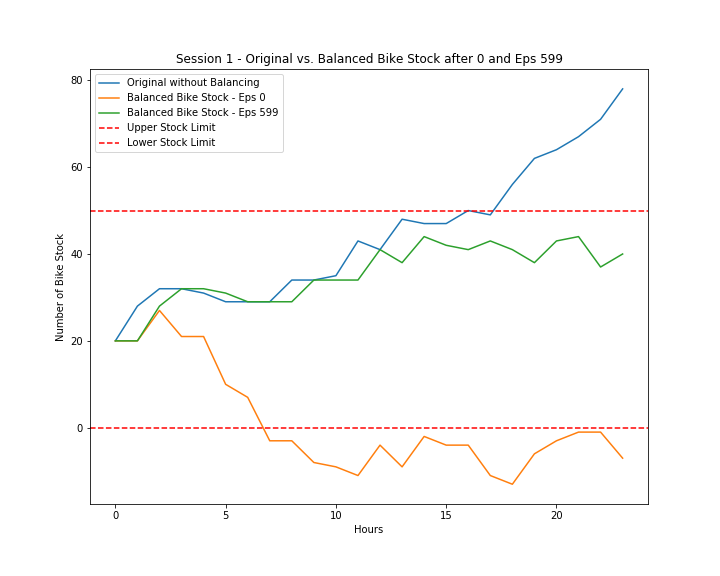 Session 1 - Original vs. Balanced Bike Stock after 0 and Eps 599
Original without Balancing
Balanced Bike Stock - Eps 0
Balanced Bike Stock - Eps 599
Upper Stock Limit
Lower Stock Limit
80
60
40
20
0
Number of Bike Stock
0 5 10 15 20
Hours